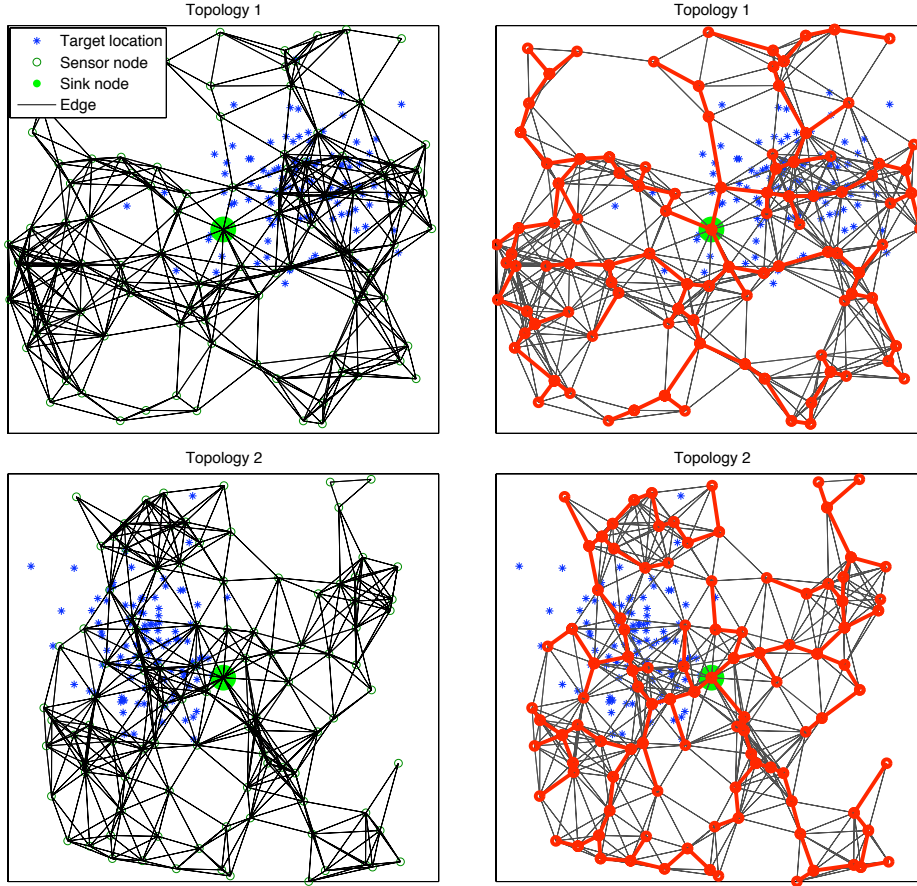 Topology 1
Topology 1
Target location
Sensor node
Sink node
Edge
Topology 2
Topology 2